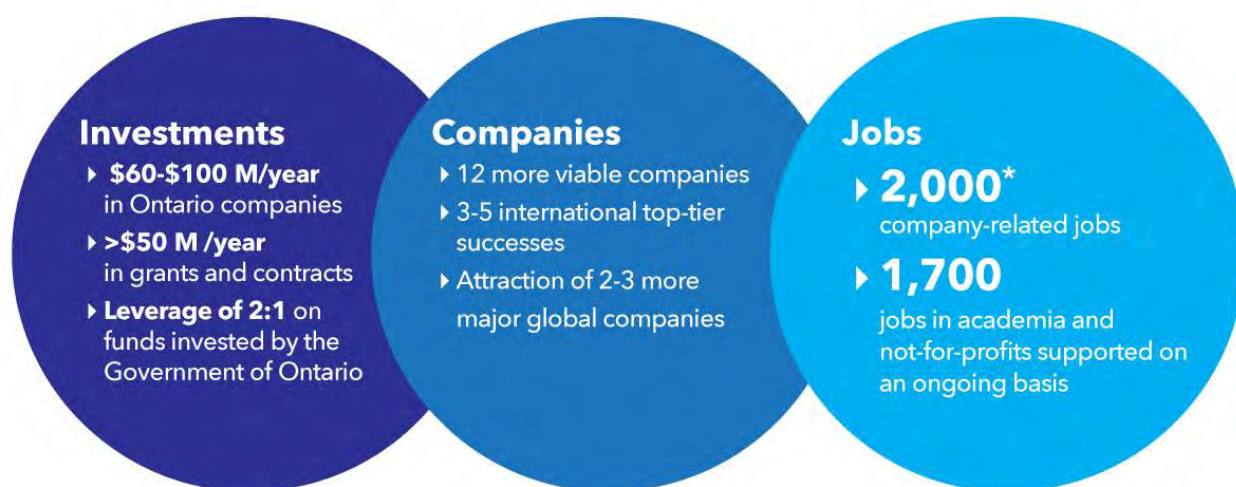 Investments
‣ $60-$100 M/year
in Ontario companies
‣ >$50 M /year
in grants and contracts
‣ Leverage of 2:1 on
funds invested by the
Government of Ontario
Companies
‣ 12 more viable companies
‣ 3-5 international top-tier
successes
‣ Attraction of 2-3 more
major global companies
Jobs
‣ 2,000*
company-related jobs
‣ 1,700
jobs in academia and
not-for-profits supported on
an ongoing basis